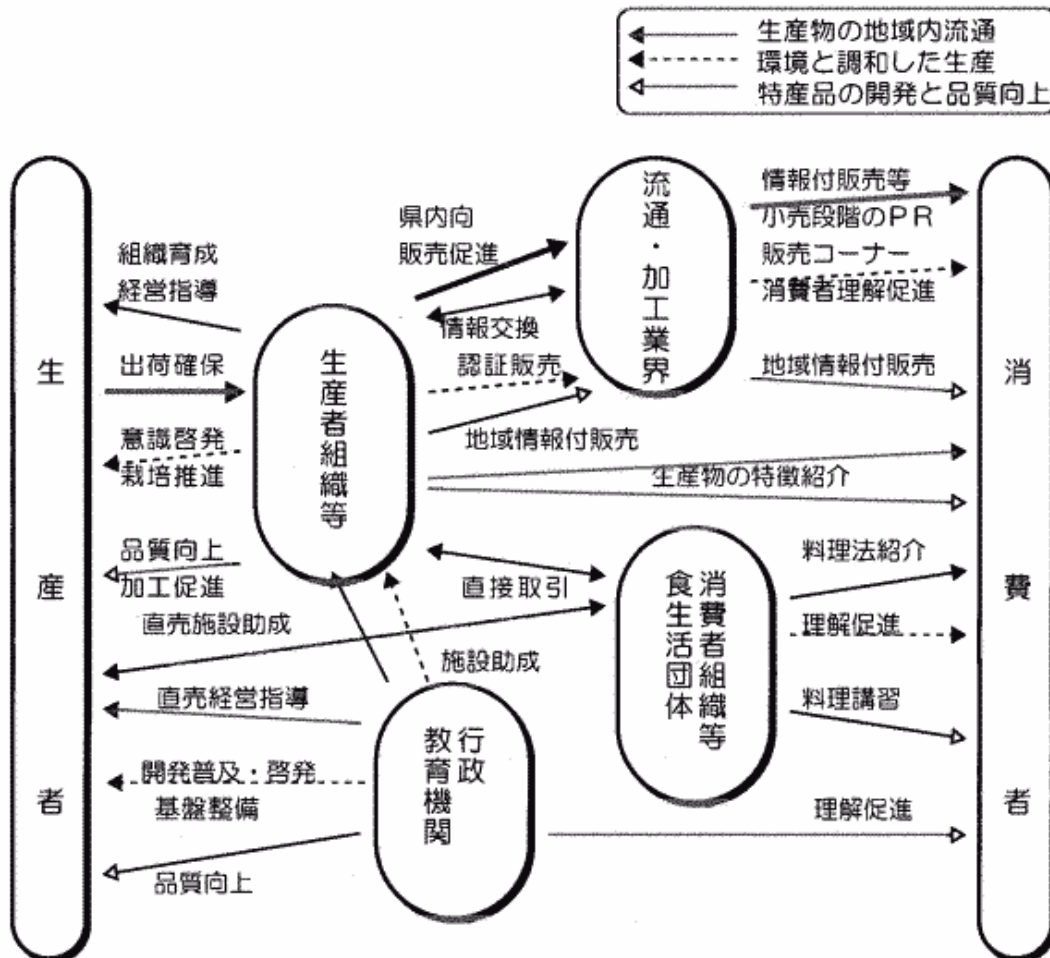 生産物の地域内流通
環境と調和した生産
特産品の開発と品質向上
生産者
組織育成
経営指導
出荷確保
意識啓発
栽培推進
品質向上
加工促進
直売施設助成
直売経営指導
開発普及・啓発
基盤整備
品質向上
生産者組織等
県内向
販売促進
情報交換
認証販売
地域情報付販売
生産物の特徴紹介
直接取引
施設助成
行政
教育機関
流通・加工業界
消費者組織等
食生活団体
情報付販売等
小売段階のPR
販売コーナー
消費者理解促進
地域情報付販売
料理法紹介
理解促進
料理講習
理解促進
消費者